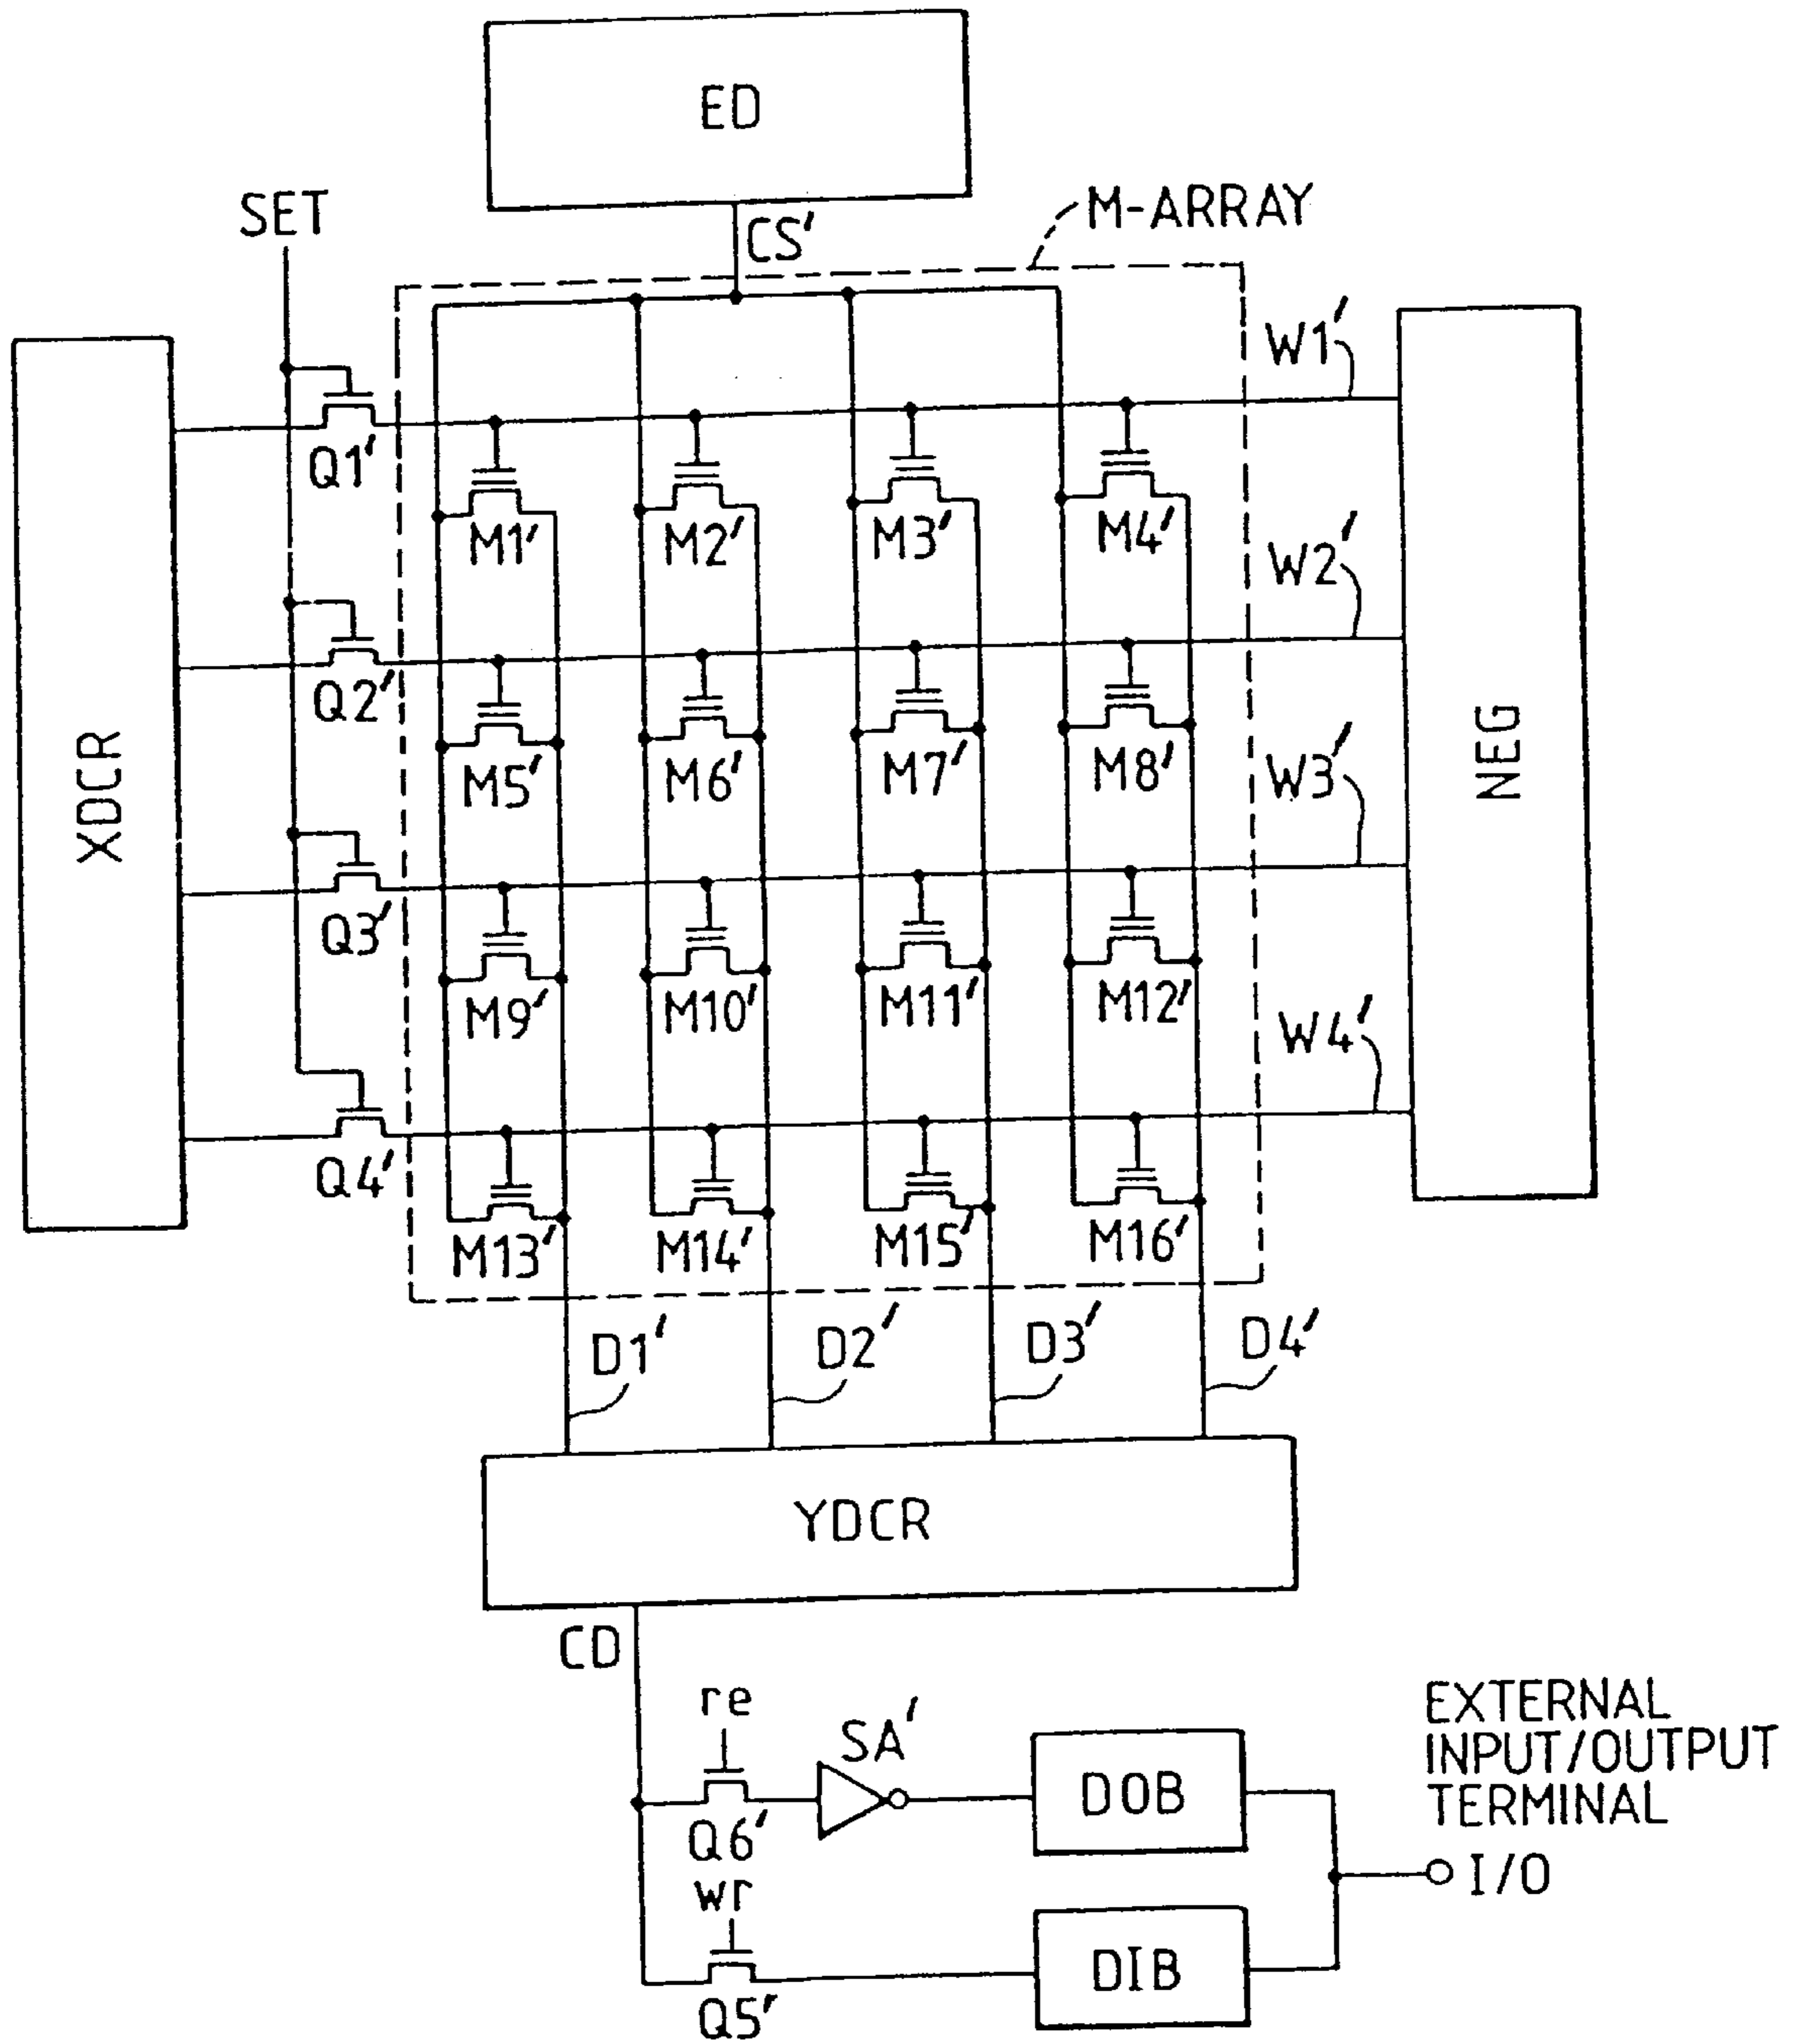 ED
SET
CS'
M-ARRAY
W1'
Q1'
M1'
M2'
M3'
M4'
W2'
Q2'
M5'
M6'
M7'
M8'
XDCR
NEG
W3'
Q3'
M9'
M10'
M11'
M12'
W4'
Q4'
M13'
M14'
M15'
M16'
D1'
D2'
D3'
D4'
YDCR
CD
re
SA'
DOB
Q6'
EXTERNAL
INPUT/OUTPUT
TERMINAL
I/O
wr
DIB
Q5'